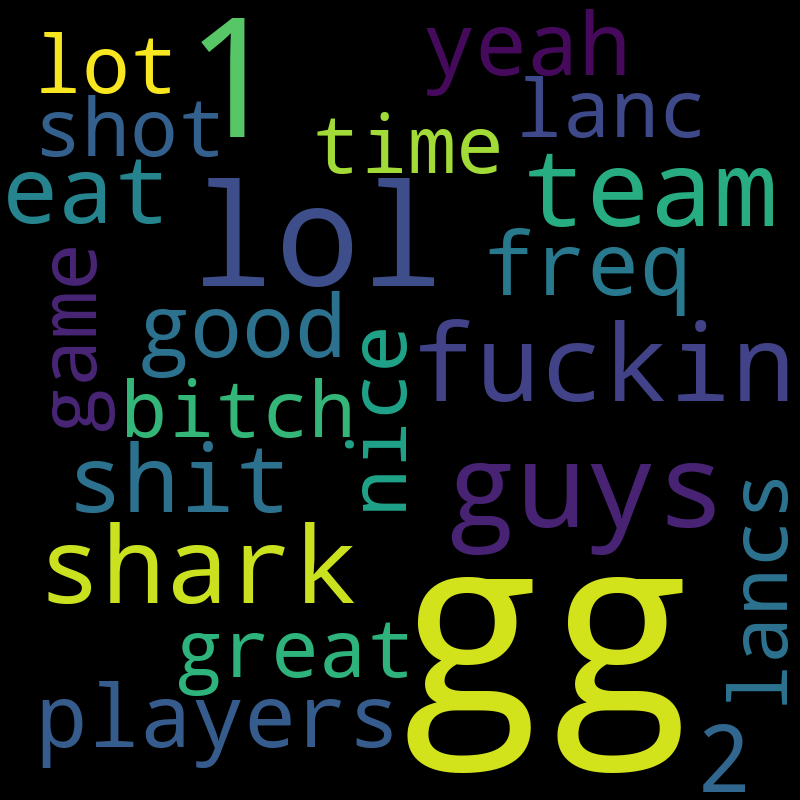 yeah
lot
1
lanc
shot
time
eat
team
lol
freq
game
good
nice
fuckin
bitch
shit
guys
lancs
shark
gg
great
players
2